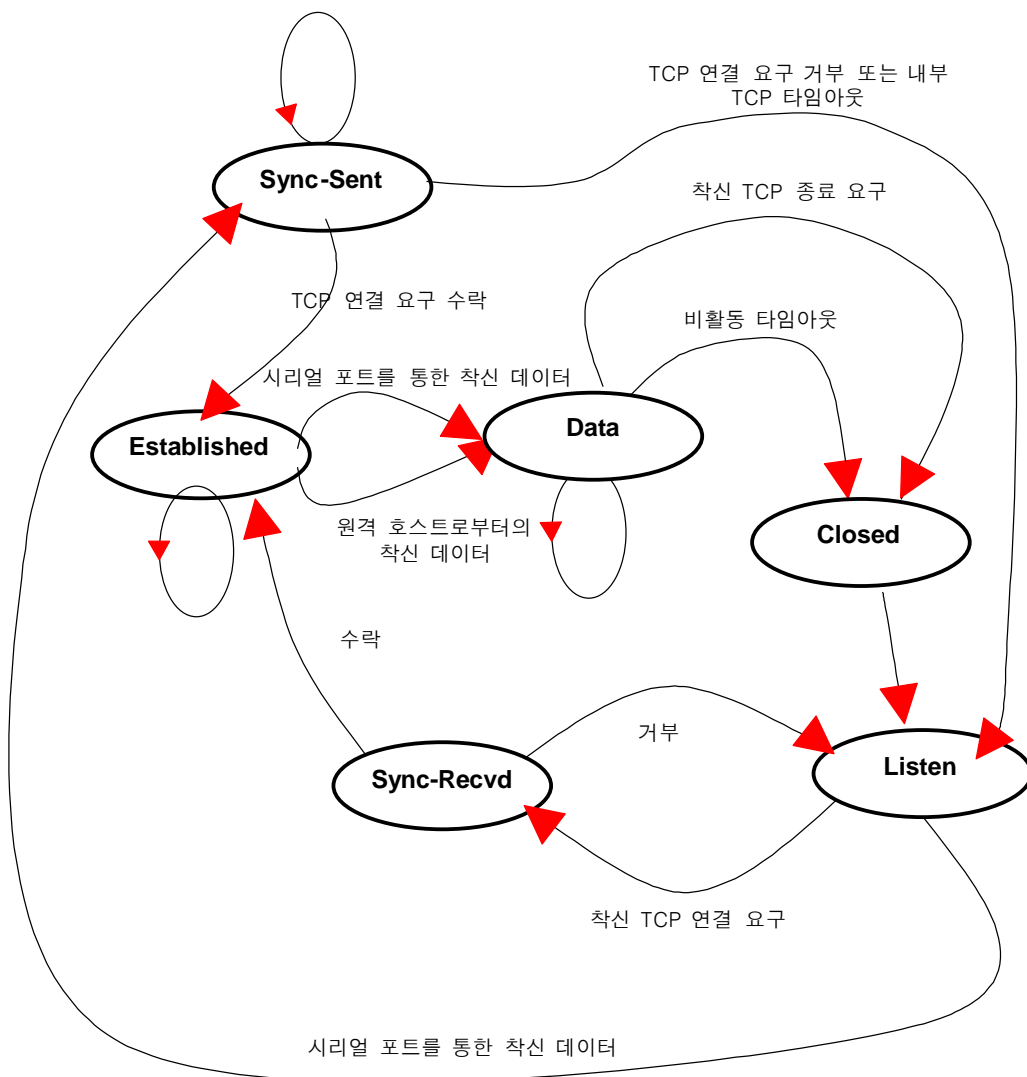 TCP 연결 요구 거부 또는 내부
TCP 타임아웃
Sync-Sent
착신 TCP 종료 요구
TCP 연결 요구 수락
비활동 타임아웃
시리얼 포트를 통한 착신 데이터
Data
Established
원격 호스트로부터의
착신 데이터
Closed
수락
거부
Sync-Recvd
Listen
착신 TCP 연결 요구
시리얼 포트를 통한 착신 데이터